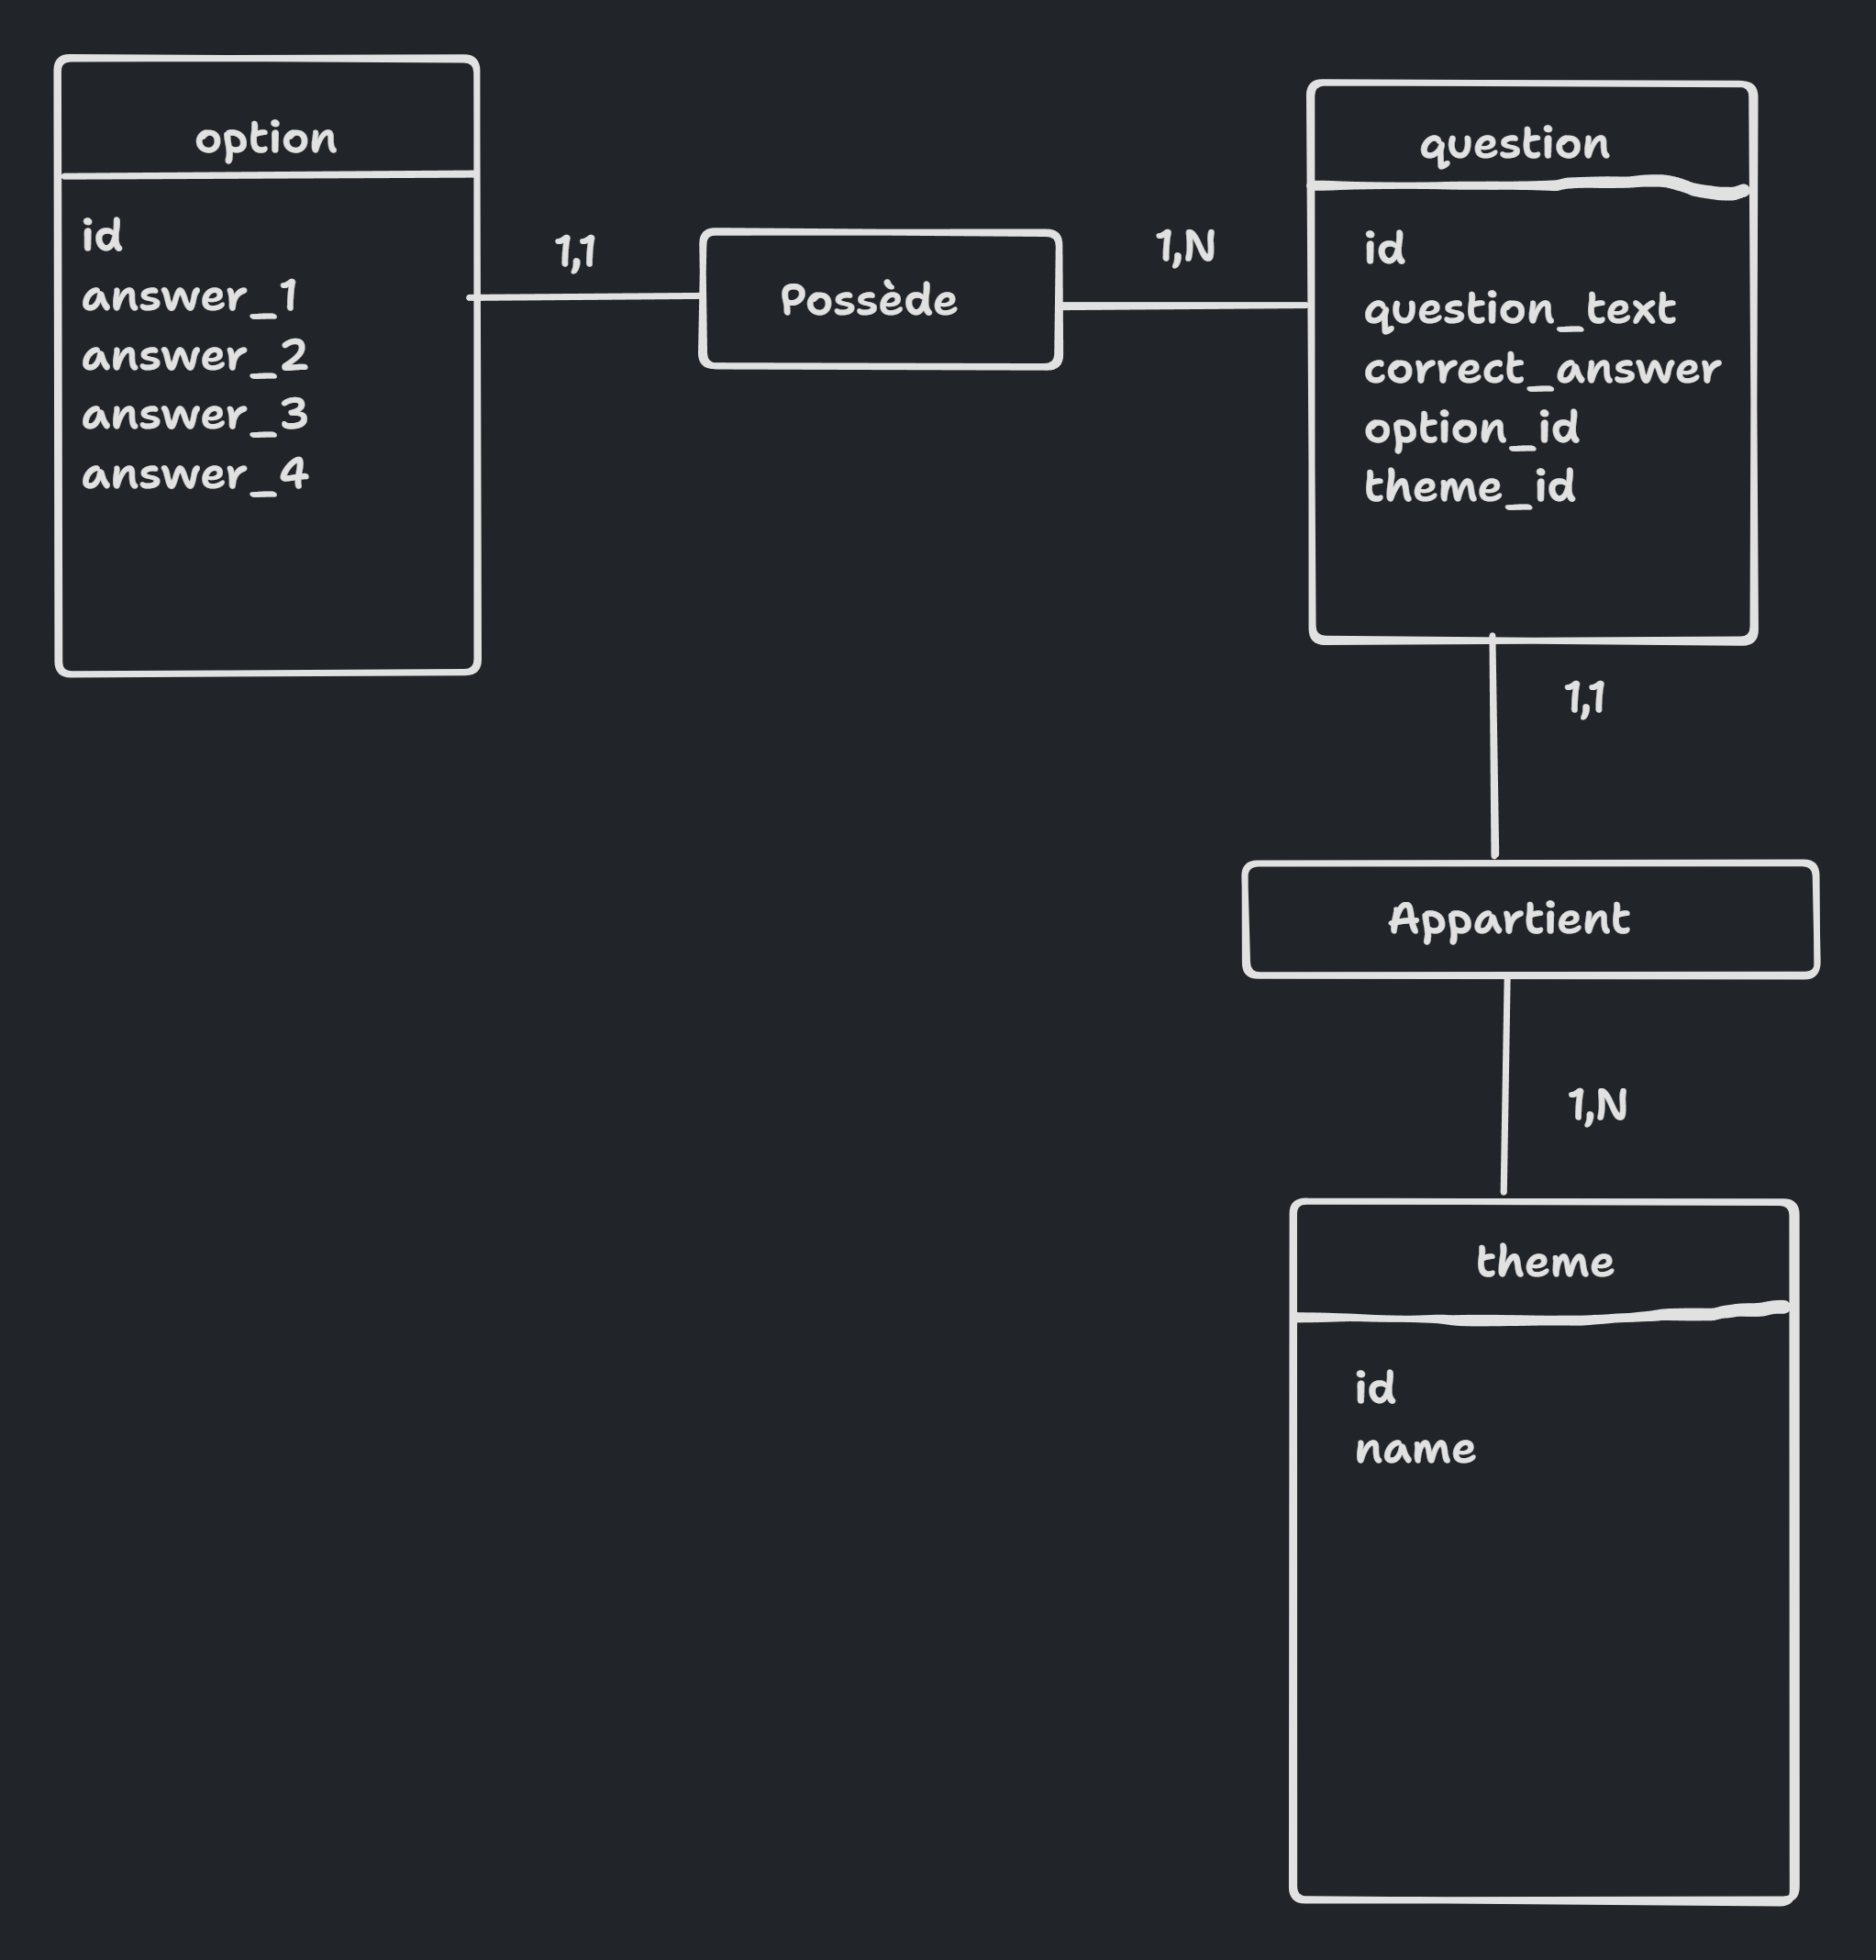 option
id
answer_1
answer_2
answer_3
answer_4
1,1
Possède
1,N
question
id
question_text
correct_answer
option_id
theme_id
1,1
Appartient
1,N
theme
id
name